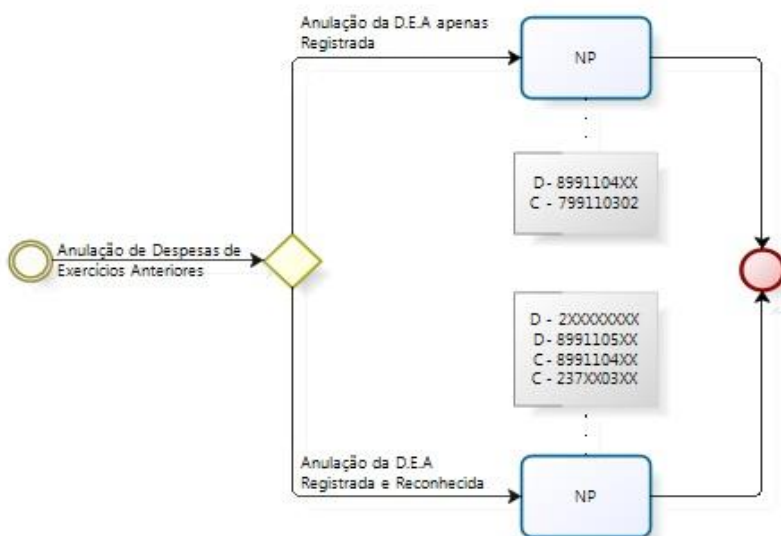 Anulação da D.E.A apenas
Registrada
NP
D- 8991104XX
C - 799110302
Anulação de Despesas de
Exercícios Anteriores
D - 2XXXXXXXX
D- 8991105XX
C - 8991104XX
C - 237XX03XX
Anulação da D.E.A
Registrada e Reconhecida
NP